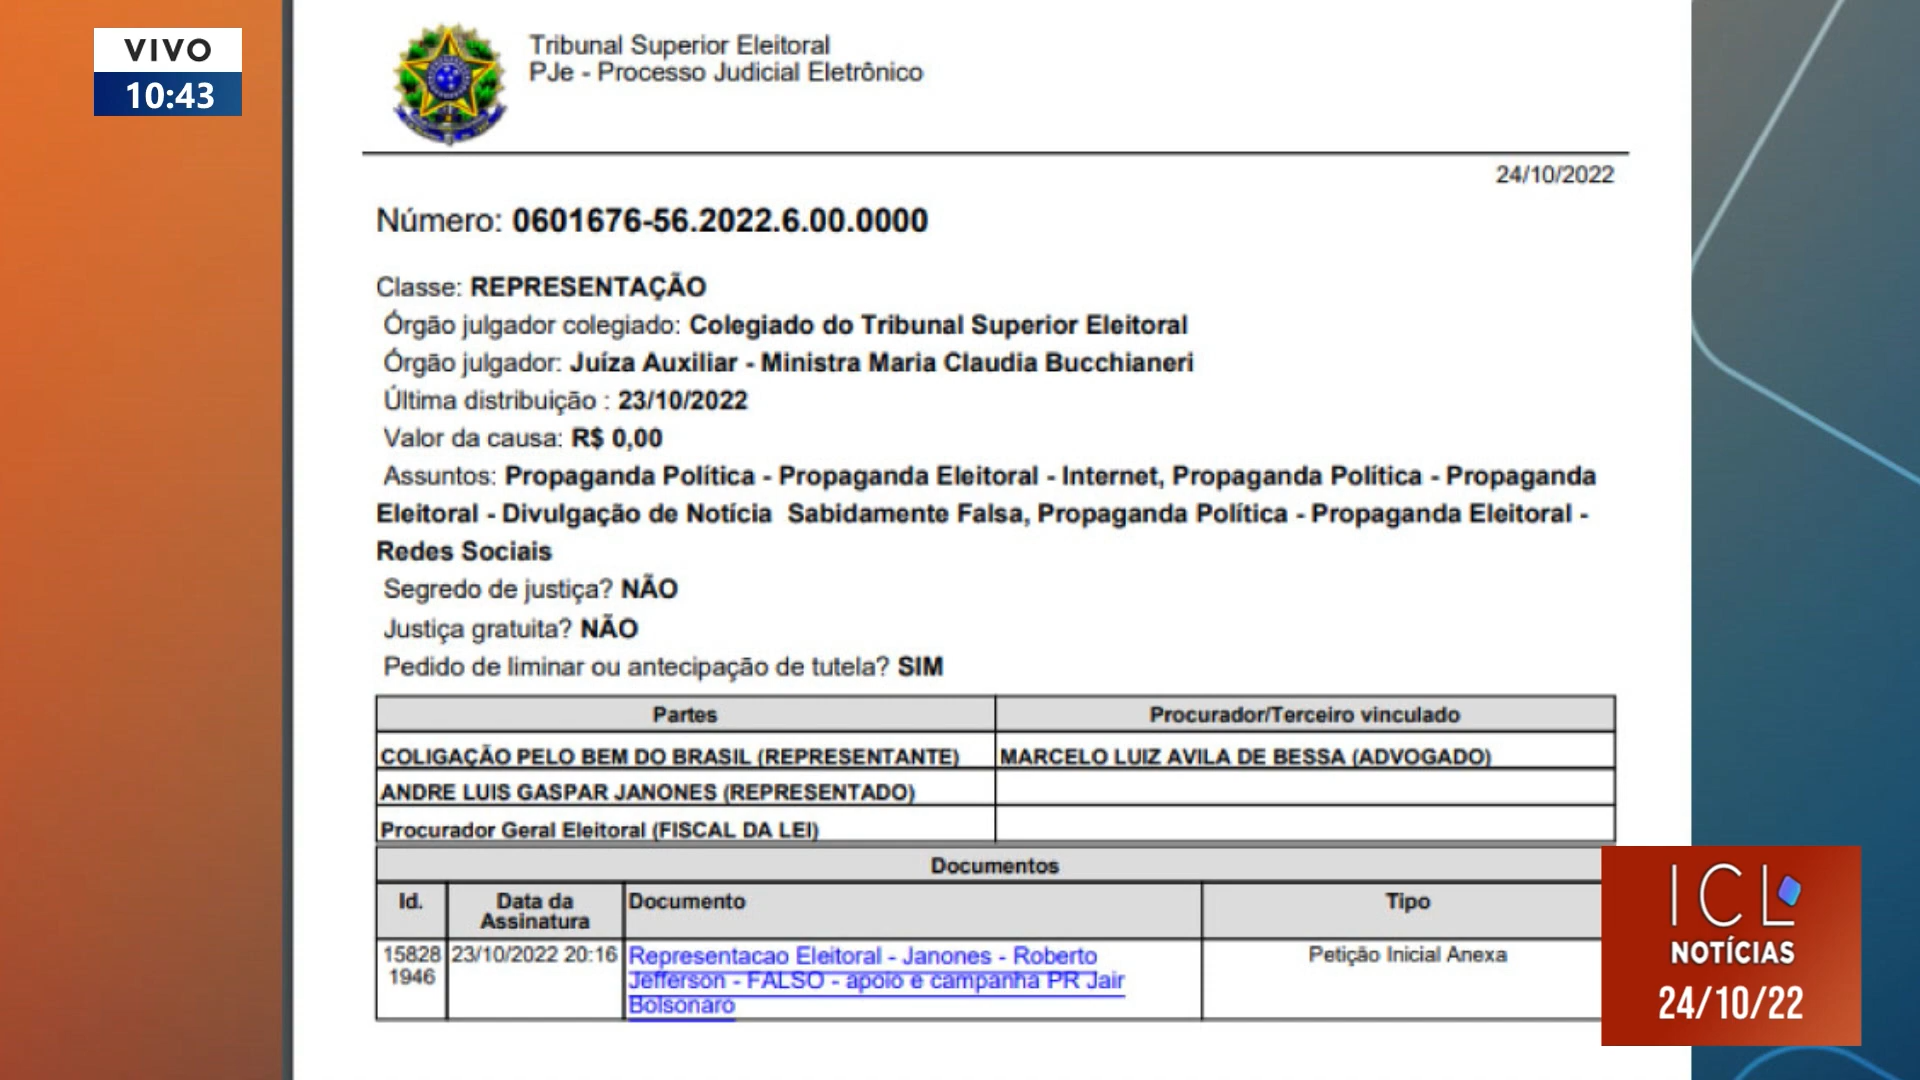 VIVO
10:43
Tribunal Superior Eleitoral
PJe - Processo Judicial Eletrônico
24/10/2022
Número: 0601676-56.2022.6.00.0000
Classe: REPRESENTAÇÃO
Órgão julgador colegiado: Colegiado do Tribunal Superior Eleitoral
Órgão julgador: Juíza Auxiliar - Ministra Maria Claudia Bucchianeri
Última distribuição : 23/10/2022
Valor da causa: R$ 0,00
Assuntos: Propaganda Política - Propaganda Eleitoral - Internet, Propaganda Política - Propaganda
Eleitoral - Divulgação de Notícia Sabidamente Falsa, Propaganda Política - Propaganda Eleitoral -
Redes Sociais
Segredo de justiça? NÃO
Justiça gratuita? NÃO
Pedido de liminar ou antecipação de tutela? SIM
Partes Procurador/Terceiro vinculado
COLIGAÇÃO PELO BEM DO BRASIL (REPRESENTANTE) MARCELO LUIZ AVILA DE BESSA (ADVOGADO)
ANDRE LUIS GASPAR JANONES (REPRESENTADO)
Procurador Geral Eleitoral (FISCAL DA LEI)
Documentos
Id. Data da Assinatura Documento Tipo
15828 23/10/2022 20:16 Representacao Eleitoral - Janones - Roberto Petição Inicial Anexa
1946 Jefferson - FALSO - apoio e campanha PR Jair
Bolsonaro
ICL
NOTÍCIAS
24/10/22